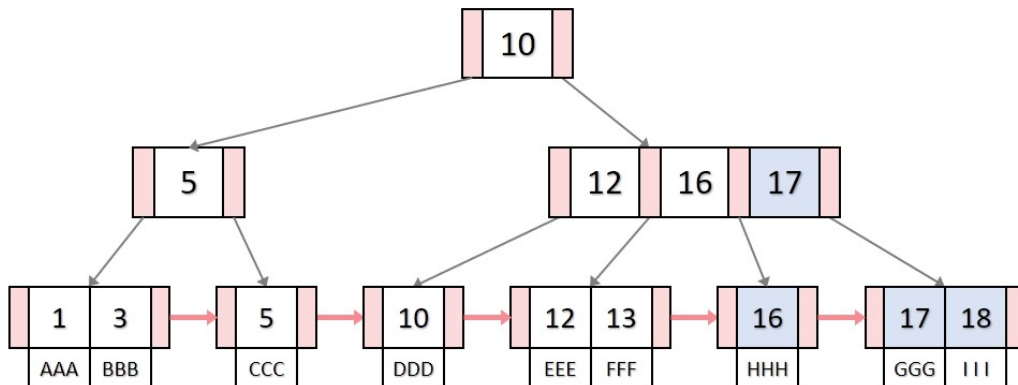 10
5 12 16 17
1 3 5 10 12 13 16 17 18
AAA BBB CCC DDD EEE FFF HHH GGG III